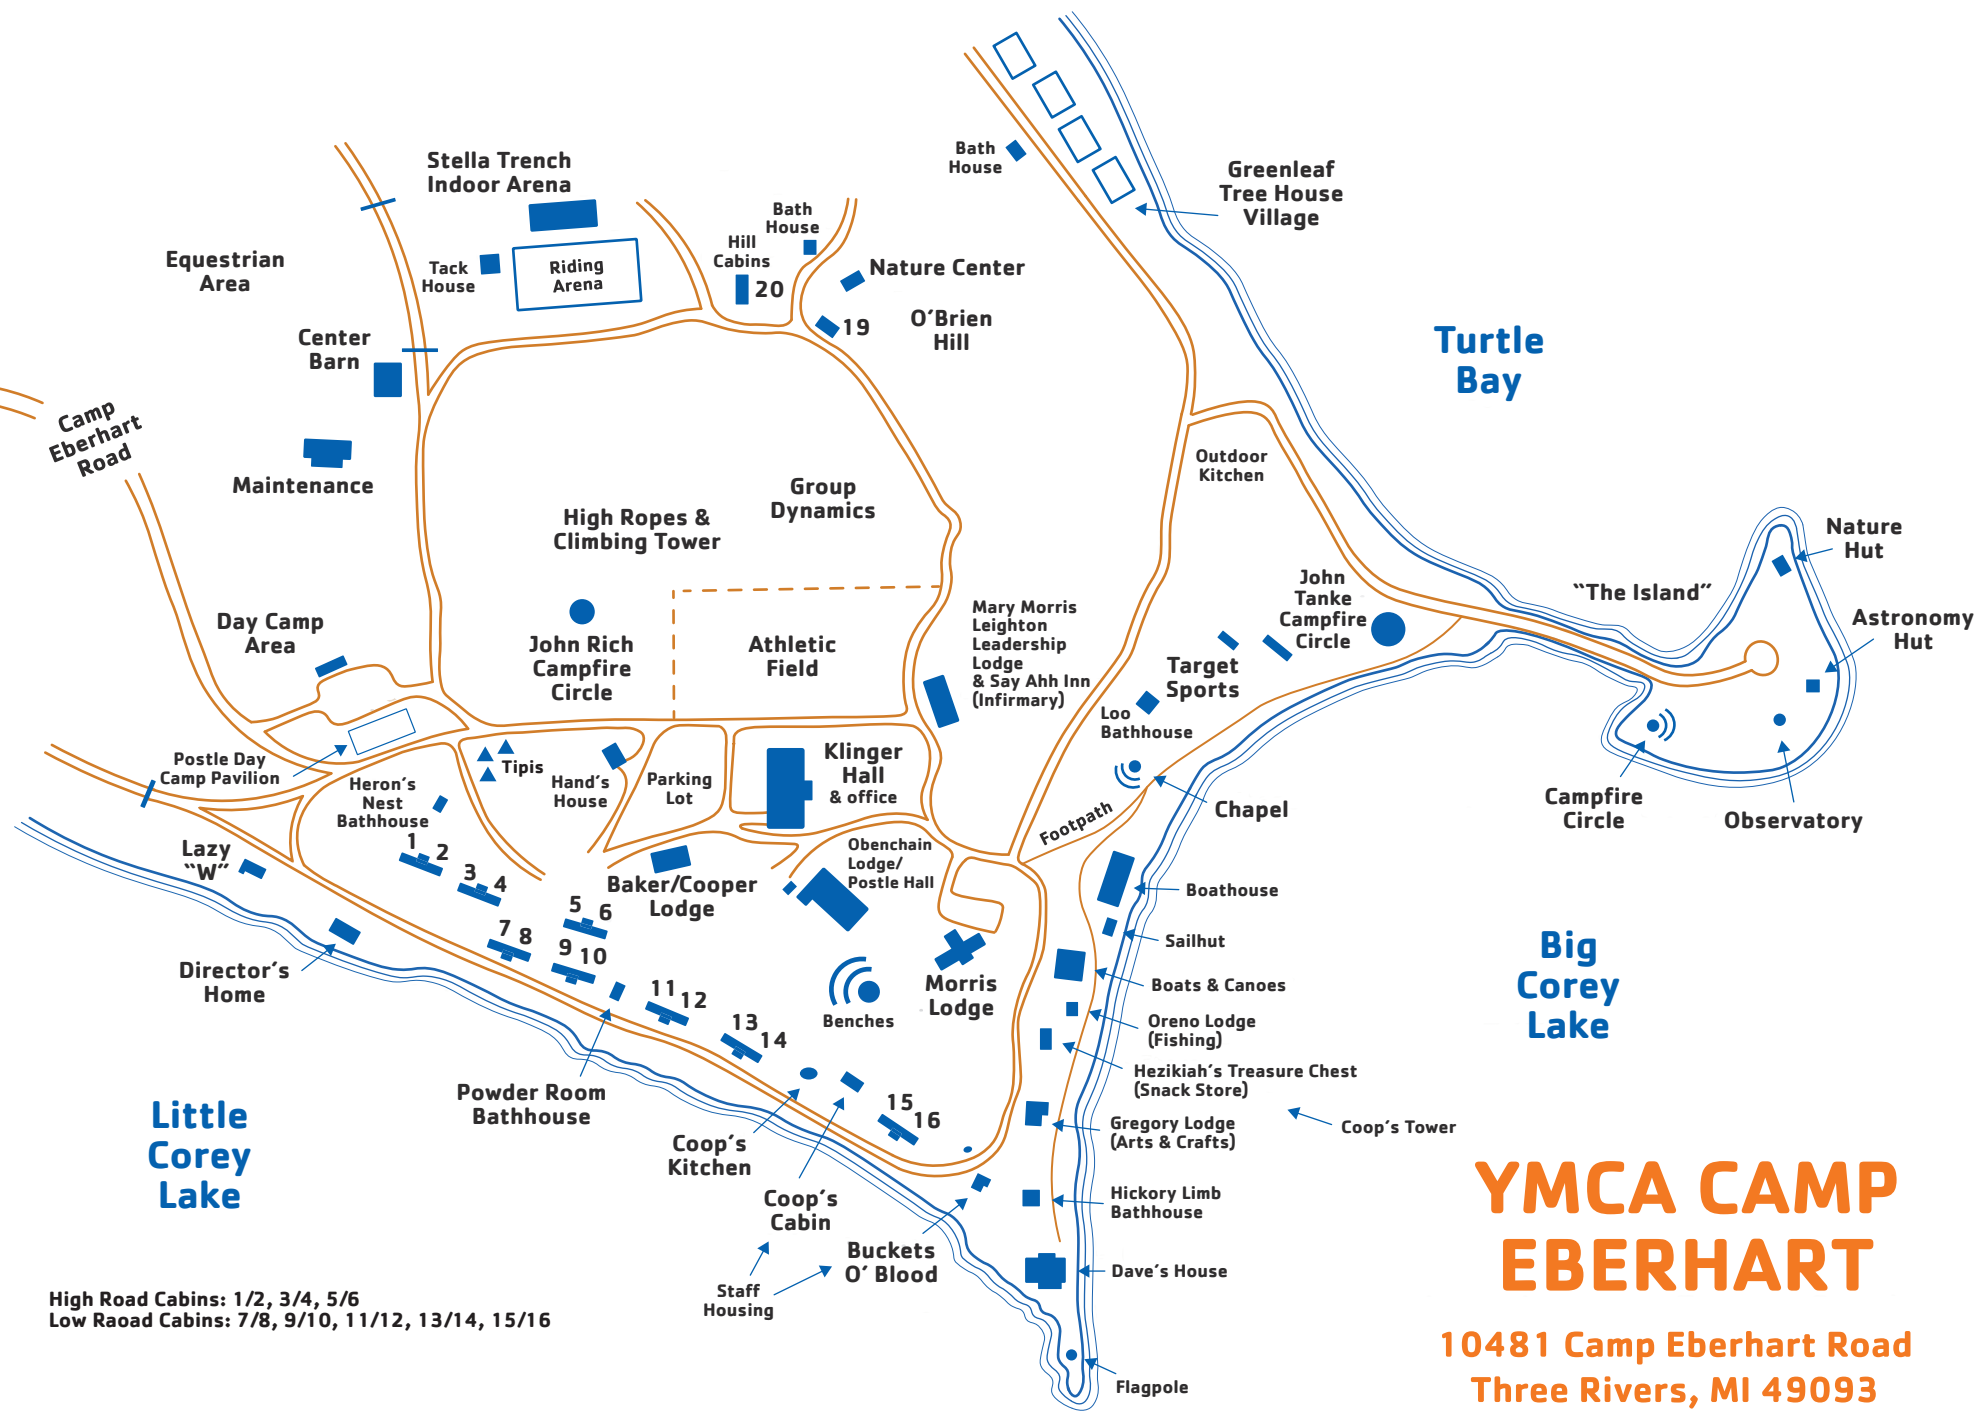 Stella Trench
Indoor Arena
Bath
House
Greenleaf
Tree House
Village
Equestrian
Area
Tack
House
Riding
Arena
Hill
Cabins
20
Bath
House
Nature Center
19
O’Brien
Hill
Center
Barn
Turtle
Bay
Camp
Eberhart
Road
Maintenance
High Ropes &
Climbing Tower
Group
Dynamics
Outdoor
Kitchen
Nature
Hut
“The Island”
Astronomy
Hut
Day Camp
Area
John Rich
Campfire
Circle
Athletic
Field
Mary Morris
Leighton
Leadership
Lodge
& Say Ahh Inn
(Infirmary)
John
Tanke
Campfire
Circle
Target
Sports
Loo
Bathhouse
Postle Day
Camp Pavilion
Heron’s
Nest
Bathhouse
Tipis
Hand’s
House
Parking
Lot
Klinger
Hall
& office
Chapel
Footpath
Campfire
Circle
Observatory
Lazy
“W”
1
2
3
4
5
6
7
8
9
10
11
12
13
14
15
16
Baker/Cooper
Lodge
Obenchain
Lodge/
Postle Hall
Boathouse
Sailhut
Boats & Canoes
Director’s
Home
Benches
Morris
Lodge
Oreno Lodge
(Fishing)
Hezikiah’s Treasure Chest
(Snack Store)
Big
Corey
Lake
Powder Room
Bathhouse
Coop’s
Kitchen
Coop’s
Cabin
Gregory Lodge
(Arts & Crafts)
Coop’s Tower
Little
Corey
Lake
Hickory Limb
Bathhouse
Buckets
O’ Blood
Staff
Housing
Dave’s House
Flagpole
High Road Cabins: 1/2, 3/4, 5/6
Low Raoad Cabins: 7/8, 9/10, 11/12, 13/14, 15/16
YMCA CAMP
EBERHART
10481 Camp Eberhart Road
Three Rivers, MI 49093